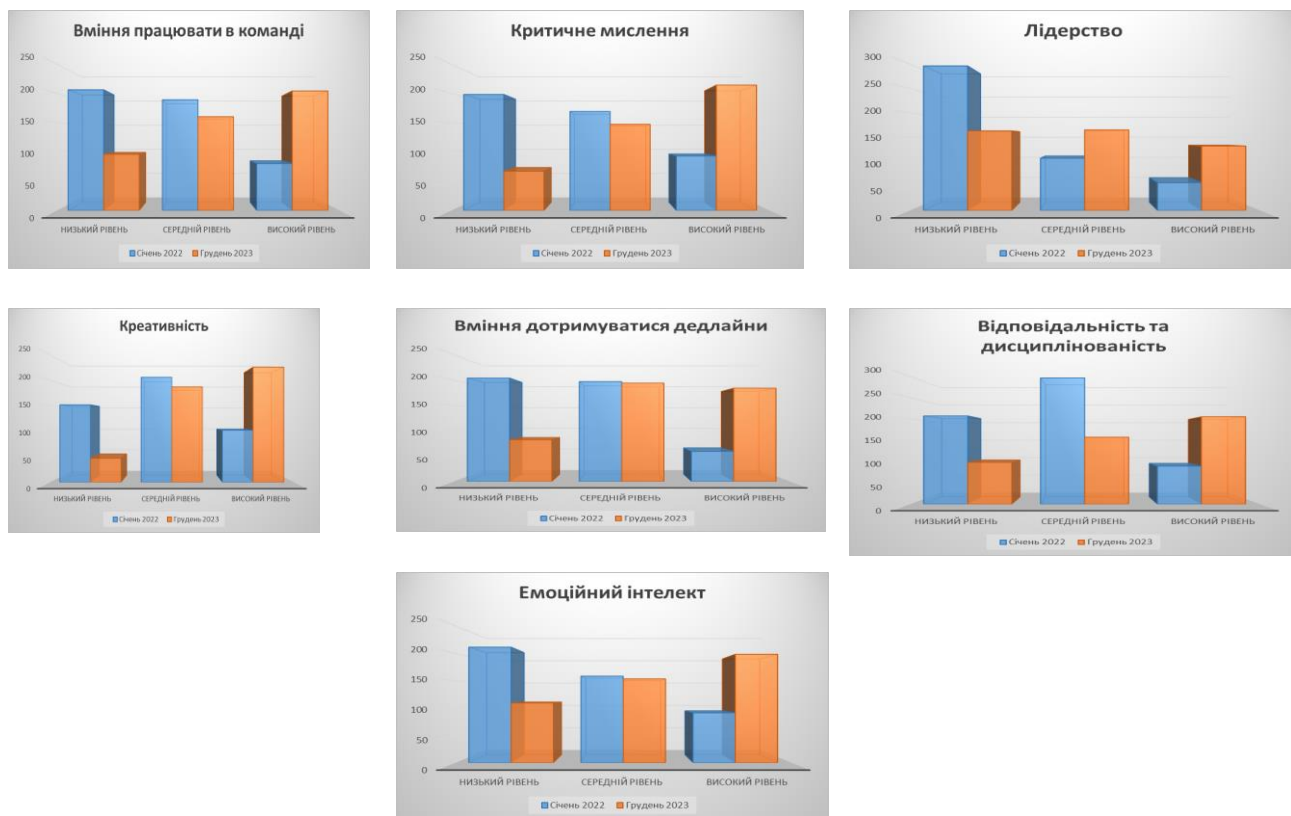 Вміння працювати в команді
250
200
150
100
50
0
НИЗЬКИЙ РІВЕНЬ СЕРЕДНІЙ РІВЕНЬ ВИСОКИЙ РІВЕНЬ
Січень 2022 Грудень 2023
Критичне мислення
250
200
150
100
50
0
НИЗЬКИЙ РІВЕНЬ СЕРЕДНІЙ РІВЕНЬ ВИСОКИЙ РІВЕНЬ
Січень 2022 Грудень 2023
Лідерство
300
250
200
150
100
50
0
НИЗЬКИЙ РІВЕНЬ СЕРЕДНІЙ РІВЕНЬ ВИСОКИЙ РІВЕНЬ
Січень 2022 Грудень 2023
Креативність
250
200
150
100
50
0
НИЗЬКИЙ РІВЕНЬ СЕРЕДНІЙ РІВЕНЬ ВИСОКИЙ РІВЕНЬ
Січень 2022 Грудень 2023
Вміння дотримуватися дедлайни
250
200
150
100
50
0
НИЗЬКИЙ РІВЕНЬ СЕРЕДНІЙ РІВЕНЬ ВИСОКИЙ РІВЕНЬ
Січень 2022 Грудень 2023
Відповідальність та
дисциплінованість
300
250
200
150
100
50
0
НИЗЬКИЙ РІВЕНЬ СЕРЕДНІЙ РІВЕНЬ ВИСОКИЙ РІВЕНЬ
Січень 2022 Грудень 2023
Емоційний інтелект
250
200
150
100
50
0
НИЗЬКИЙ РІВЕНЬ СЕРЕДНІЙ РІВЕНЬ ВИСОКИЙ РІВЕНЬ
Січень 2022 Грудень 2023